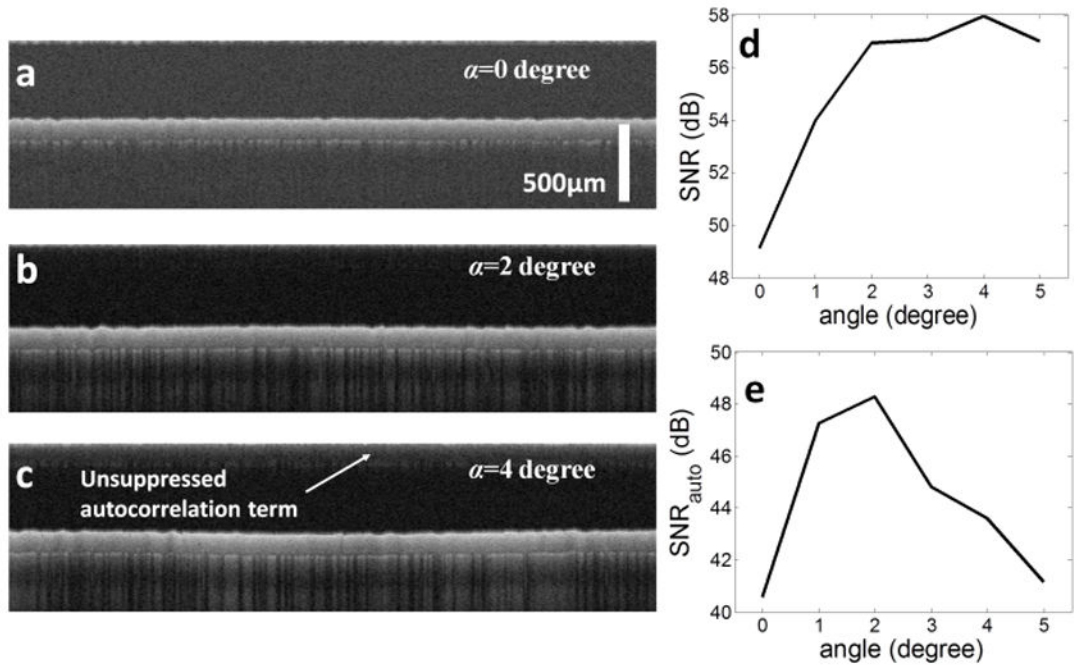 a
α=0 degree
500μm
b
α=2 degree
c
α=4 degree
Unsuppressed
autocorrelation term
d
58
56
54
52
50
48
SNR (dB)
0 1 2 3 4 5
angle (degree)
e
50
48
46
44
42
40
SNRauto (dB)
0 1 2 3 4 5
angle (degree)